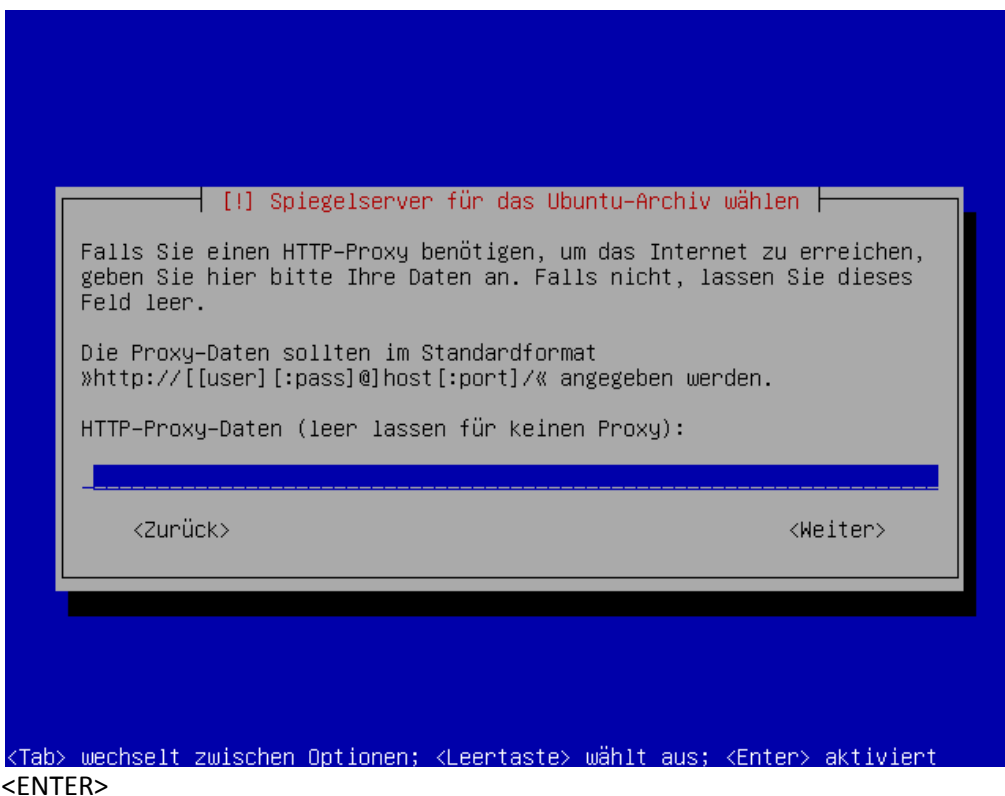 [!] Spiegelserver für das Ubuntu-Archiv wählen
Falls Sie einen HTTP-Proxy benötigen, um das Internet zu erreichen,
geben Sie hier bitte Ihre Daten an. Falls nicht, lassen Sie dieses
Feld leer.
Die Proxy-Daten sollten im Standardformat
»http://[[user][:pass]@]host[:port]/« angegeben werden.
HTTP-Proxy-Daten (leer lassen für keinen Proxy):
<Zurück> <Weiter>
<Tab> wechselt zwischen Optionen; <Leertaste> wählt aus; <Enter> aktiviert
<ENTER>